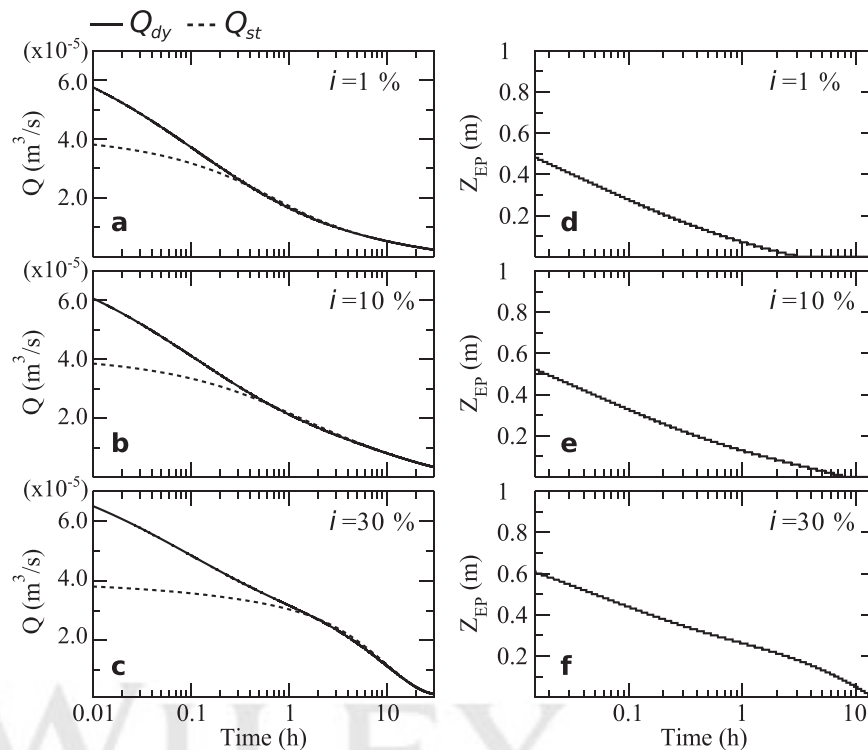 Q_dy Q_st
(x10^-5)
6.0
4.0
2.0
Q (m^3/s)
i=1 %
a
1
0.8
0.6
0.4
0.2
Z_EP (m)
i=1 %
d
(x10^-5)
6.0
4.0
2.0
Q (m^3/s)
i=10 %
b
1
0.8
0.6
0.4
0.2
Z_EP (m)
i=10 %
e
(x10^-5)
6.0
4.0
2.0
Q (m^3/s)
i=30 %
c
0.01 0.1 1 10
Time (h)
1
0.8
0.6
0.4
0.2
Z_EP (m)
i=30 %
f
0.1 1 10
Time (h)
WILEY